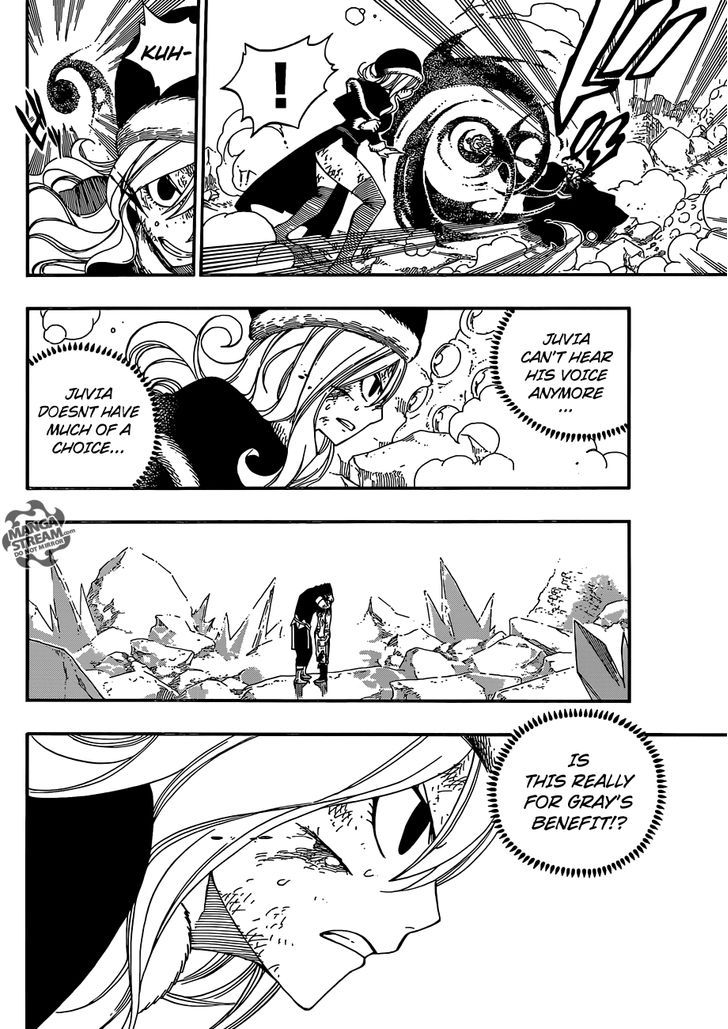 KUH-
!
JUVIA
CAN'T HEAR
HIS VOICE
ANYMORE
...
JUVIA
DOESNT HAVE
MUCH OF A
CHOICE...
MANGA
STREAM.com
DO NOT MIRROR
IS
THIS REALLY
FOR GRAY'S
BENEFIT!?